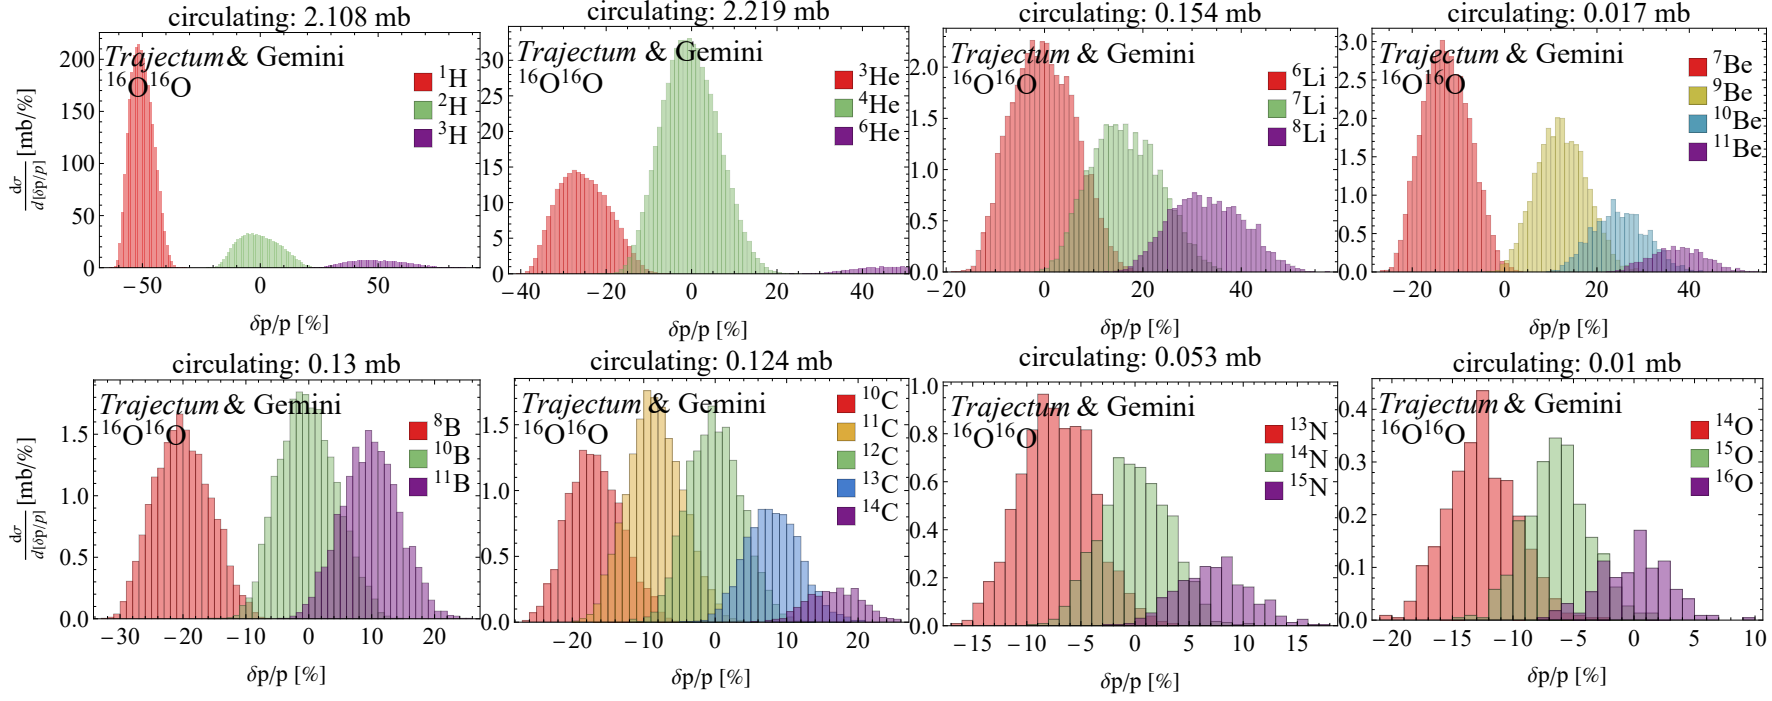 circulating: 2.108 mb
Trajectum & Gemini
¹⁶O¹⁶O
¹H
²H
³H
200
150
100
50
0
dσ/d[δp/p] [mb/%]
−50 0 50
δp/p [%]
circulating: 2.219 mb
Trajectum & Gemini
¹⁶O¹⁶O
³He
⁴He
⁶He
30
25
20
15
10
5
0
−40 −20 0 20 40
δp/p [%]
circulating: 0.154 mb
Trajectum & Gemini
¹⁶O¹⁶O
⁶Li
⁷Li
⁸Li
2.0
1.5
1.0
0.5
0.0
−20 0 20 40
δp/p [%]
circulating: 0.017 mb
Trajectum & Gemini
¹⁶O¹⁶O
⁷Be
⁹Be
¹⁰Be
¹¹Be
3.0
2.5
2.0
1.5
1.0
0.5
0.0
−20 0 20 40
δp/p [%]
circulating: 0.13 mb
Trajectum & Gemini
¹⁶O¹⁶O
⁸B
¹⁰B
¹¹B
1.5
1.0
0.5
0.0
dσ/d[δp/p] [mb/%]
−30 −20 −10 0 10 20
δp/p [%]
circulating: 0.124 mb
Trajectum & Gemini
¹⁶O¹⁶O
¹⁰C
¹¹C
¹²C
¹³C
¹⁴C
1.5
1.0
0.5
0.0
−20 −10 0 10 20
δp/p [%]
circulating: 0.053 mb
Trajectum & Gemini
¹⁶O¹⁶O
¹³N
¹⁴N
¹⁵N
1.0
0.8
0.6
0.4
0.2
0.0
−15 −10 −5 0 5 10 15
δp/p [%]
circulating: 0.01 mb
Trajectum & Gemini
¹⁶O¹⁶O
¹⁴O
¹⁵O
¹⁶O
0.4
0.3
0.2
0.1
0.0
−20 −15 −10 −5 0 5 10
δp/p [%]